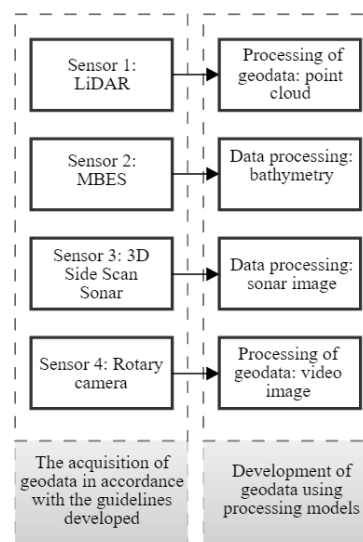 Sensor 1:
LiDAR
Processing of
geodata: point
cloud
Sensor 2:
MBES
Data processing:
bathymetry
Sensor 3: 3D
Side Scan
Sonar
Data processing:
sonar image
Sensor 4: Rotary
camera
Processing of
geodata: video
image
The acquisition of
geodata in accordance
with the guidelines
developed
Development of
geodata using
processing models